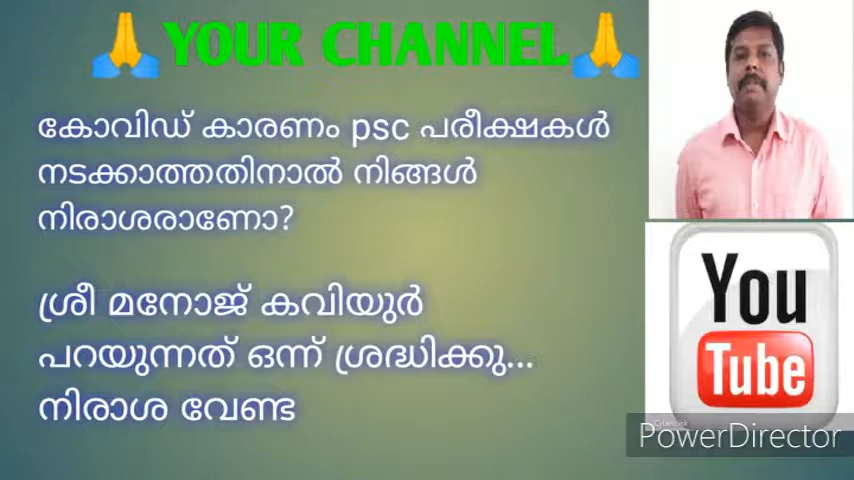 🙏YOUR CHANNEL🙏
കോവിഡ് കാരണം psc പരീക്ഷകൾ
നടക്കാത്തതിനാൽ നിങ്ങൾ
നിരാശരാണോ?
ശ്രീ മനോജ് കവിയുർ
പറയുന്നത് ഒന്ന് ശ്രദ്ധിക്കു...
നിരാശ വേണ്ട
You
Tube
CyberLink
PowerDirector